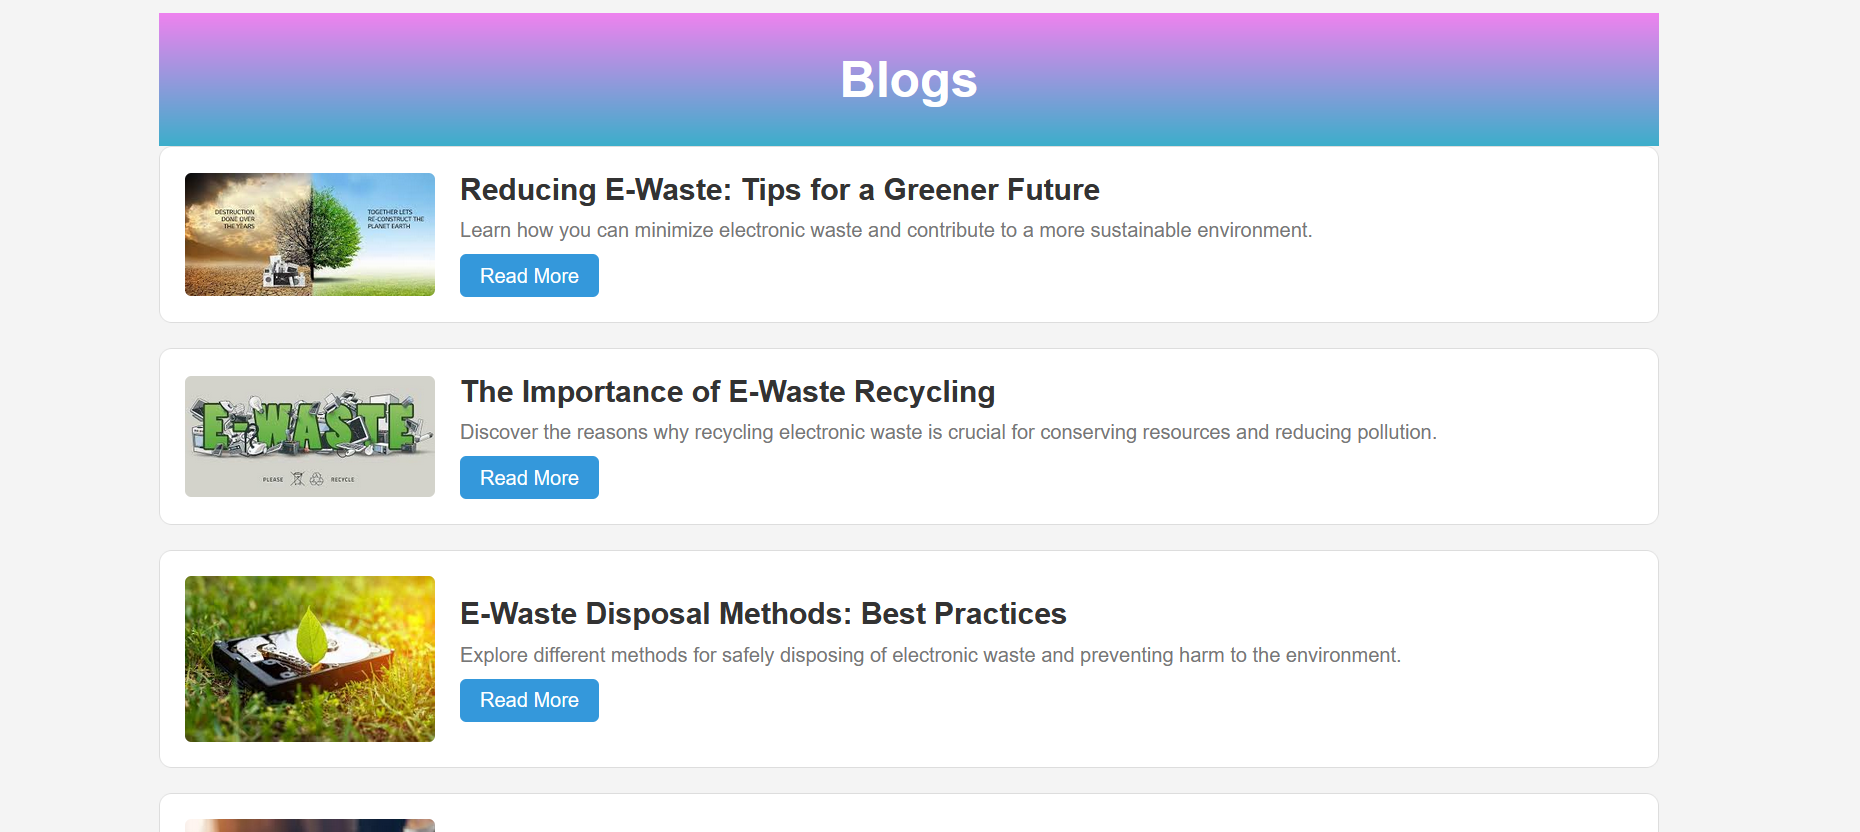 Blogs
DESTRUCTION
DONE OVER
THE YEARS
TOGETHER LETS
RE-CONSTRUCT THE
PLANET EARTH
Reducing E-Waste: Tips for a Greener Future
Learn how you can minimize electronic waste and contribute to a more sustainable environment.
Read More
E-WASTE
PLEASE RECYCLE
The Importance of E-Waste Recycling
Discover the reasons why recycling electronic waste is crucial for conserving resources and reducing pollution.
Read More
E-Waste Disposal Methods: Best Practices
Explore different methods for safely disposing of electronic waste and preventing harm to the environment.
Read More